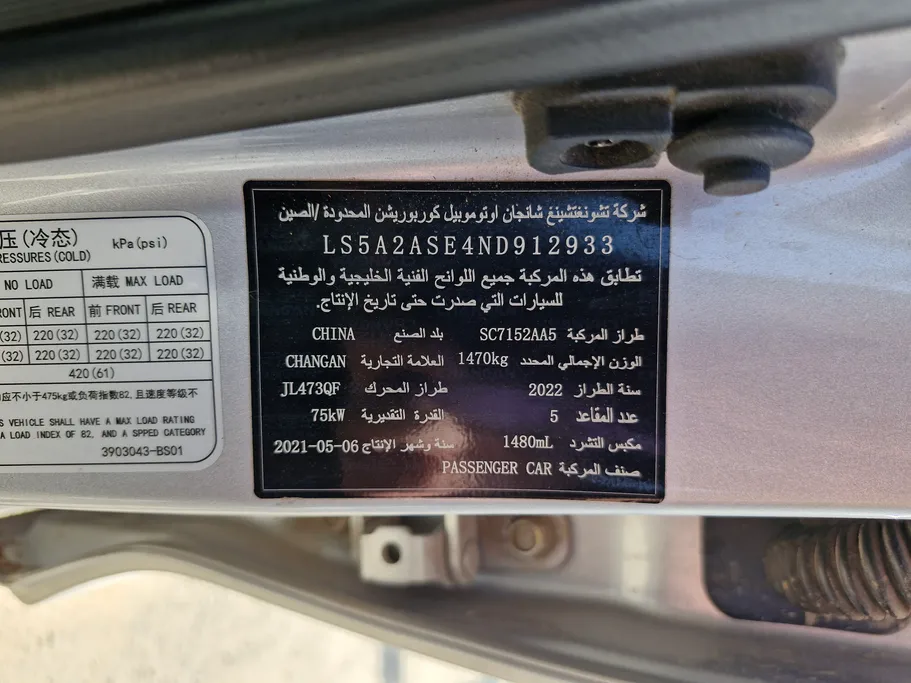 压(冷态) kPa(psi)
PRESSURES(COLD)
NO LOAD 满载 MAX LOAD
FRONT 后 REAR 前 FRONT 后 REAR
(32) 220(32) 220(32) 220(32)
(32) 220(32) 220(32) 220(32)
420(61)
应不小于475kg或负荷指数82,且速度等级不
S VEHICLE SHALL HAVE A MAX LOAD RATING
A LOAD INDEX OF 82, AND A SPPED CATEGORY
3903043-BS01
شركة تشونغتشينغ شانجان اوتوموبيل كوربوريشن المحدودة /الصين
LS5A2ASE4ND912933
تطابق هذه المركبة جميع اللوائح الفنية الخليجية والوطنية
للسيارات التي صدرت حتى تاريخ الإنتاج.
طراز المركبة SC7152AA5 بلد الصنع CHINA
الوزن الإجمالي المحدد 1470kg العلامة التجارية CHANGAN
سنة الطراز 2022 طراز المحرك JL473QF
عدد المقاعد 5 القدرة التقديرية 75kW
مكبس التشرد 1480mL سنة وشهر الإنتاج 2021-05-06
صنف المركبة PASSENGER CAR